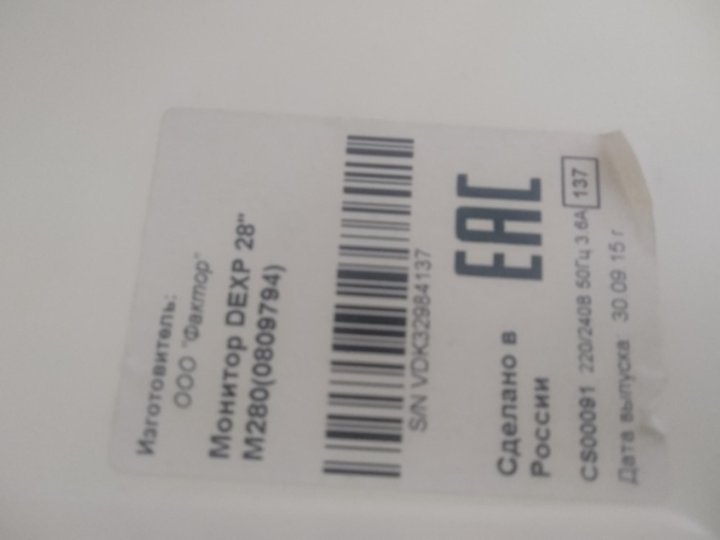 Изготовитель:
ООО "Фактор"
Монитор DEXP 28"
M280(0809794)
S/N VDK32984137
EAC
Сделано в
России
CS00091 220/240В 50Гц 3.6А 137
Дата выпуска 30 09 15 г